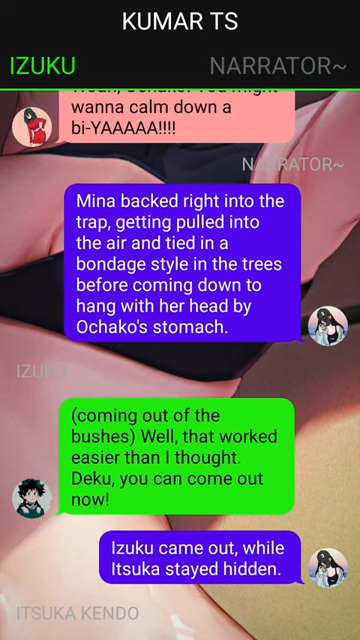 KUMAR TS
IZUKU NARRATOR~
wanna calm down a
bi-YAAAAA!!!!
NARRATOR~
Mina backed right into the
trap, getting pulled into
the air and tied in a
bondage style in the trees
before coming down to
hang with her head by
Ochako's stomach.
IZUKU
(coming out of the
bushes) Well, that worked
easier than I thought.
Deku, you can come out
now!
Izuku came out, while
Itsuka stayed hidden.
ITSUKA KENDO